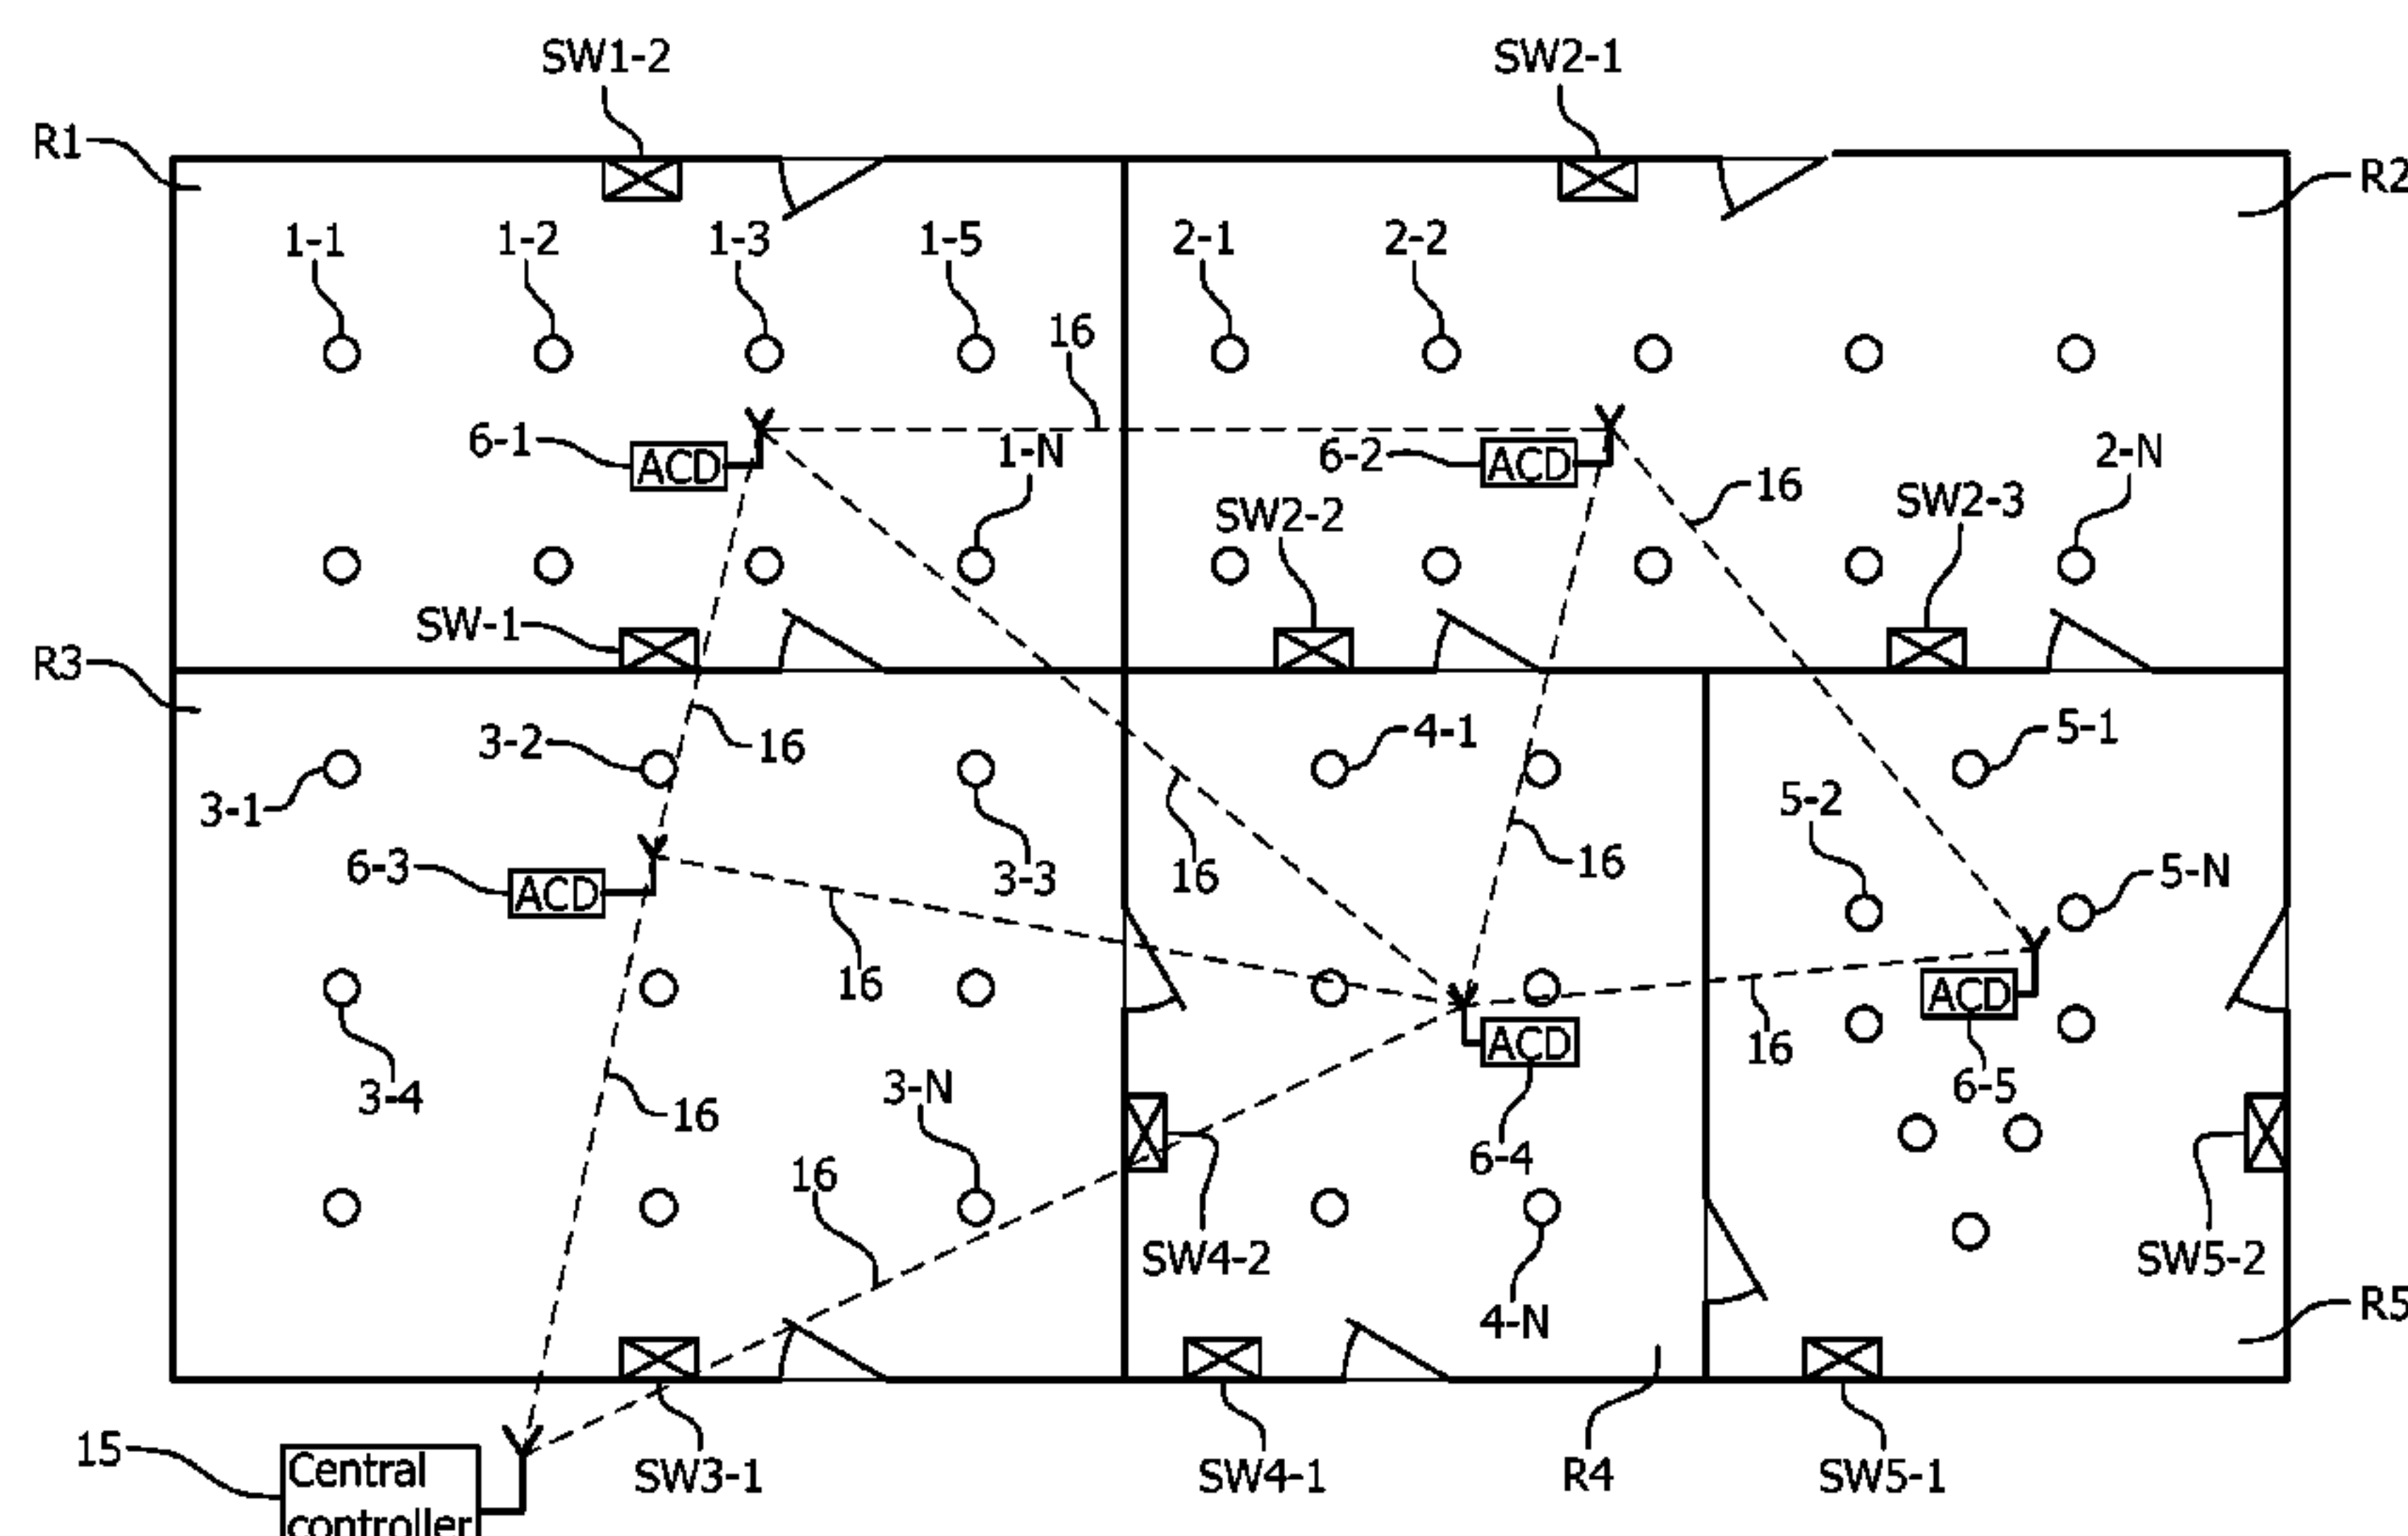 SW1-2
SW2-1
R1
R2
1-1
1-2
1-3
1-5
2-1
2-2
16
6-1
ACD
1-N
6-2
ACD
2-N
16
SW2-2
SW2-3
SW-1
R3
3-2
16
4-1
5-1
3-1
5-2
16
16
6-3
ACD
3-3
5-N
16
ACD
ACD
16
3-4
3-N
6-5
16
6-4
16
SW4-2
SW5-2
4-N
R5
15
Central
controller
SW3-1
SW4-1
R4
SW5-1